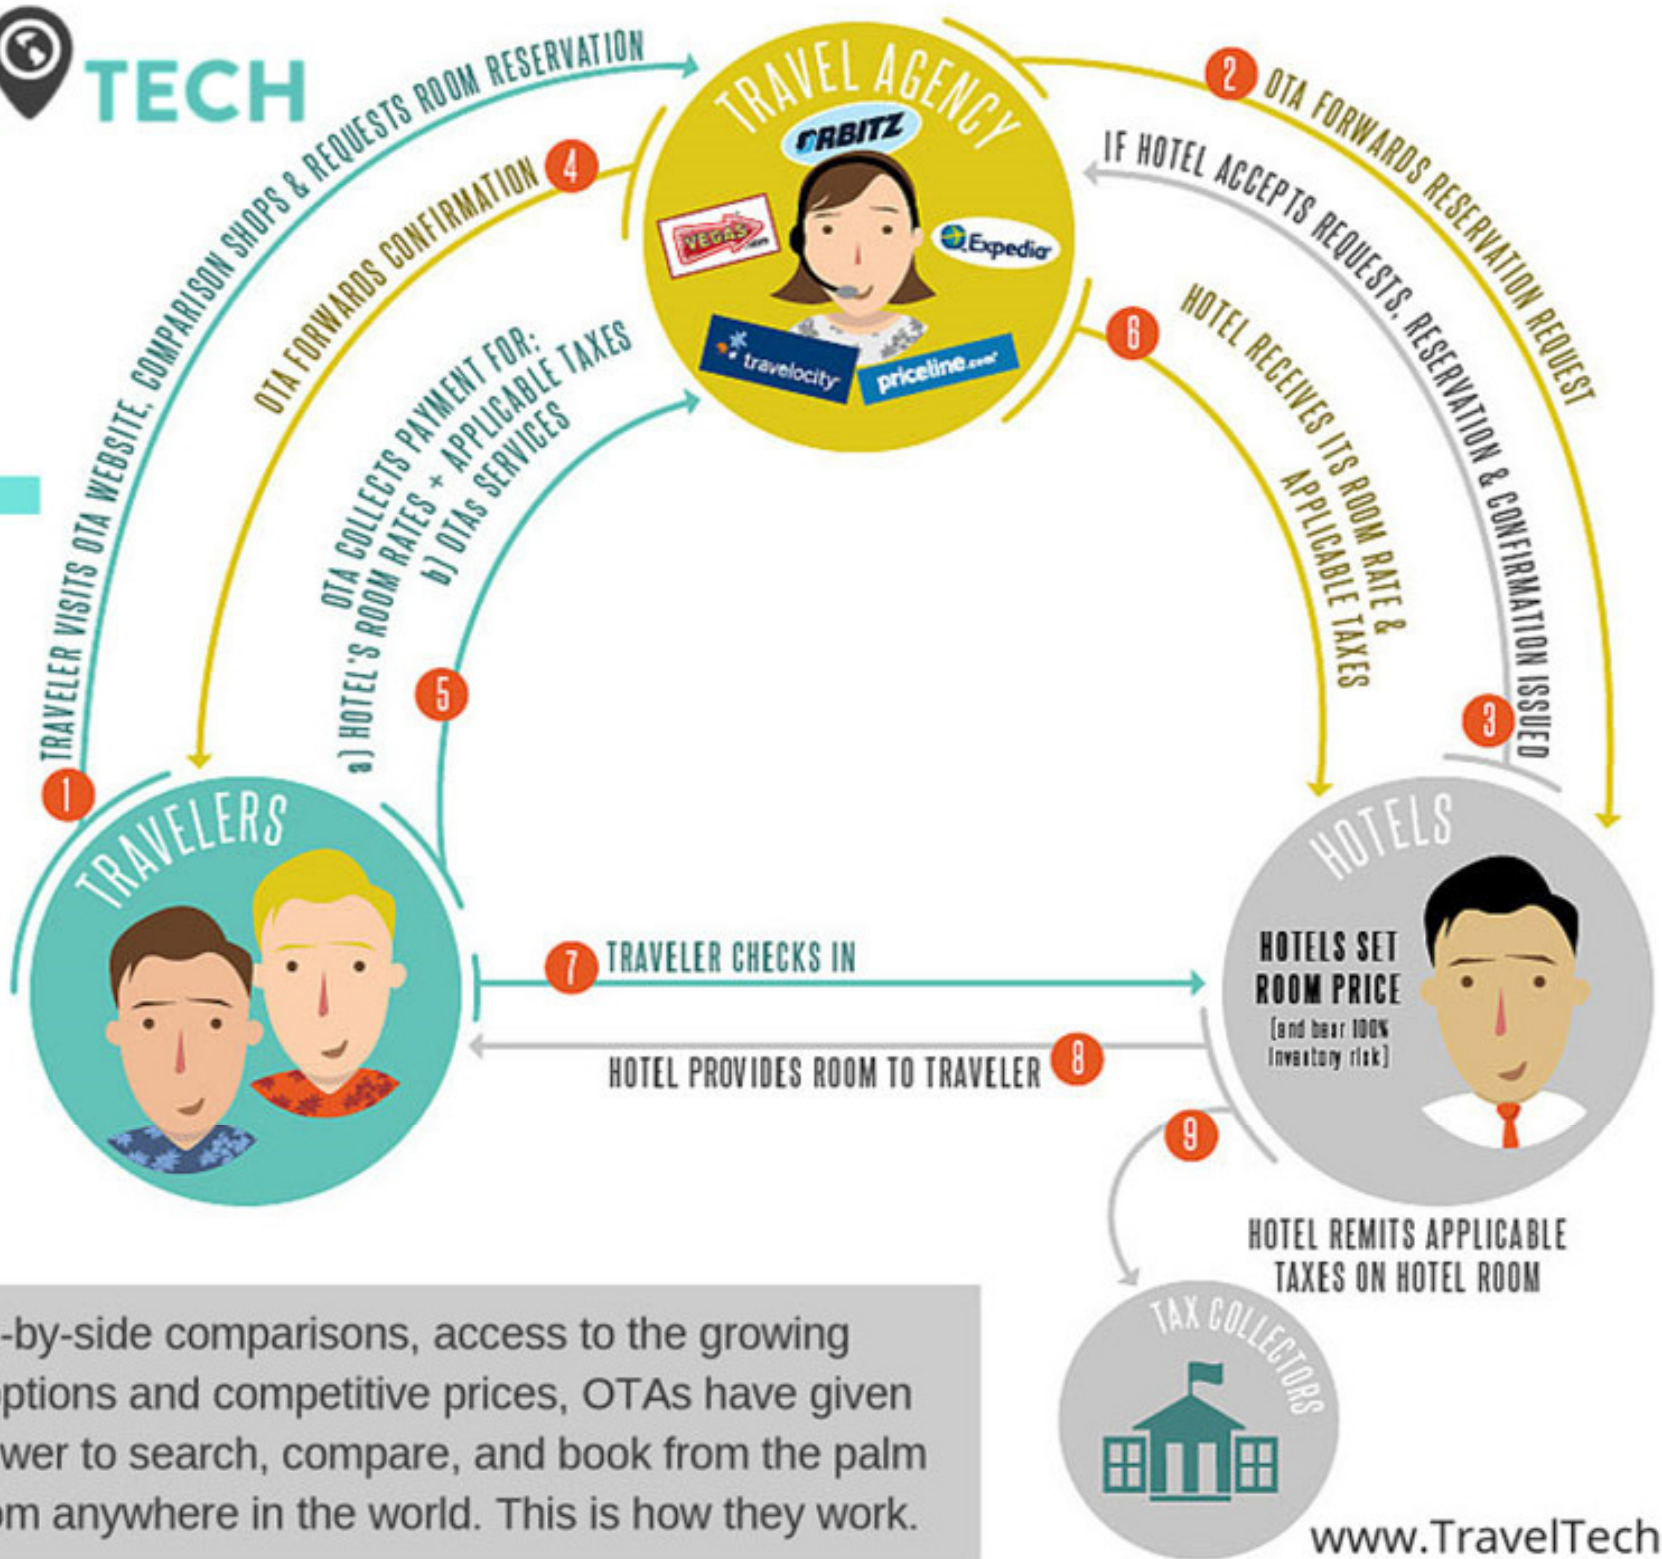 TECH
TRAVEL AGENCY
ORBITZ
VEGAS
.com
Expedia
travelocity
priceline.com
1
TRAVELER VISITS OTA WEBSITE, COMPARISON SHOPS & REQUESTS ROOM RESERVATION
2
OTA FORWARDS RESERVATION REQUEST
3
IF HOTEL ACCEPTS REQUESTS, RESERVATION & CONFIRMATION ISSUED
4
OTA FORWARDS CONFIRMATION
5
OTA COLLECTS PAYMENT FOR:
a) HOTEL'S ROOM RATES + APPLICABLE TAXES
b) OTAs SERVICES
6
HOTEL RECEIVES ITS ROOM RATE &
APPLICABLE TAXES
TRAVELERS
7
TRAVELER CHECKS IN
HOTEL PROVIDES ROOM TO TRAVELER
8
HOTELS
HOTELS SET
ROOM PRICE
(and bear 100%
inventory risk)
9
HOTEL REMITS APPLICABLE
TAXES ON HOTEL ROOM
TAX COLLECTORS
-by-side comparisons, access to the growing
ptions and competitive prices, OTAs have given
wer to search, compare, and book from the palm
om anywhere in the world. This is how they work.
www.TravelTech